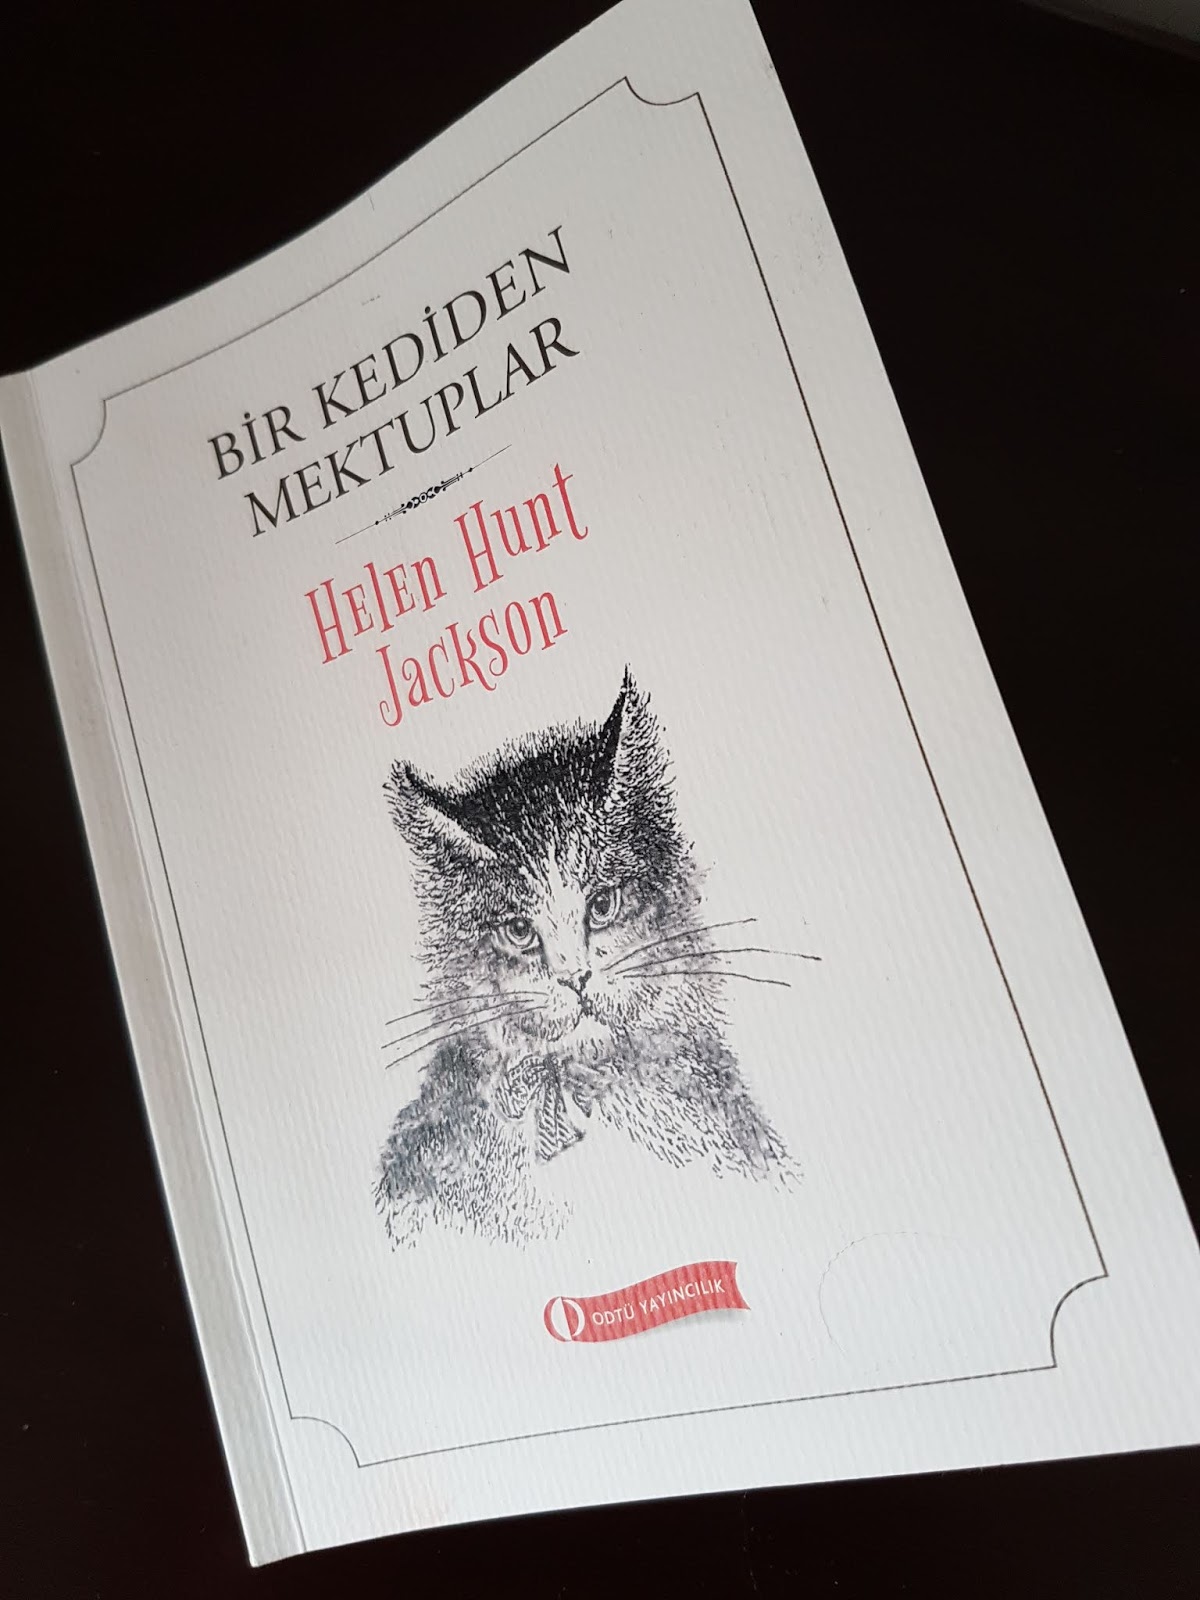 BİR KEDİDEN
MEKTUPLAR
Helen Hunt
Jackson
ODTÜ YAYINCILIK